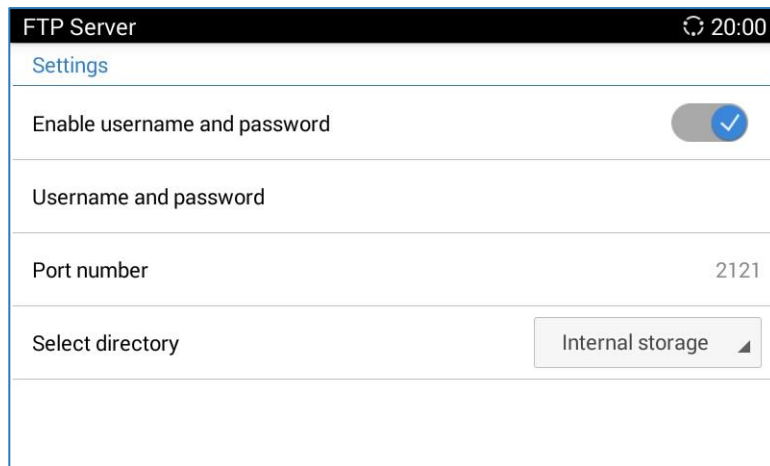 FTP Server 20:00
Settings
Enable username and password
Username and password
Port number 2121
Select directory Internal storage